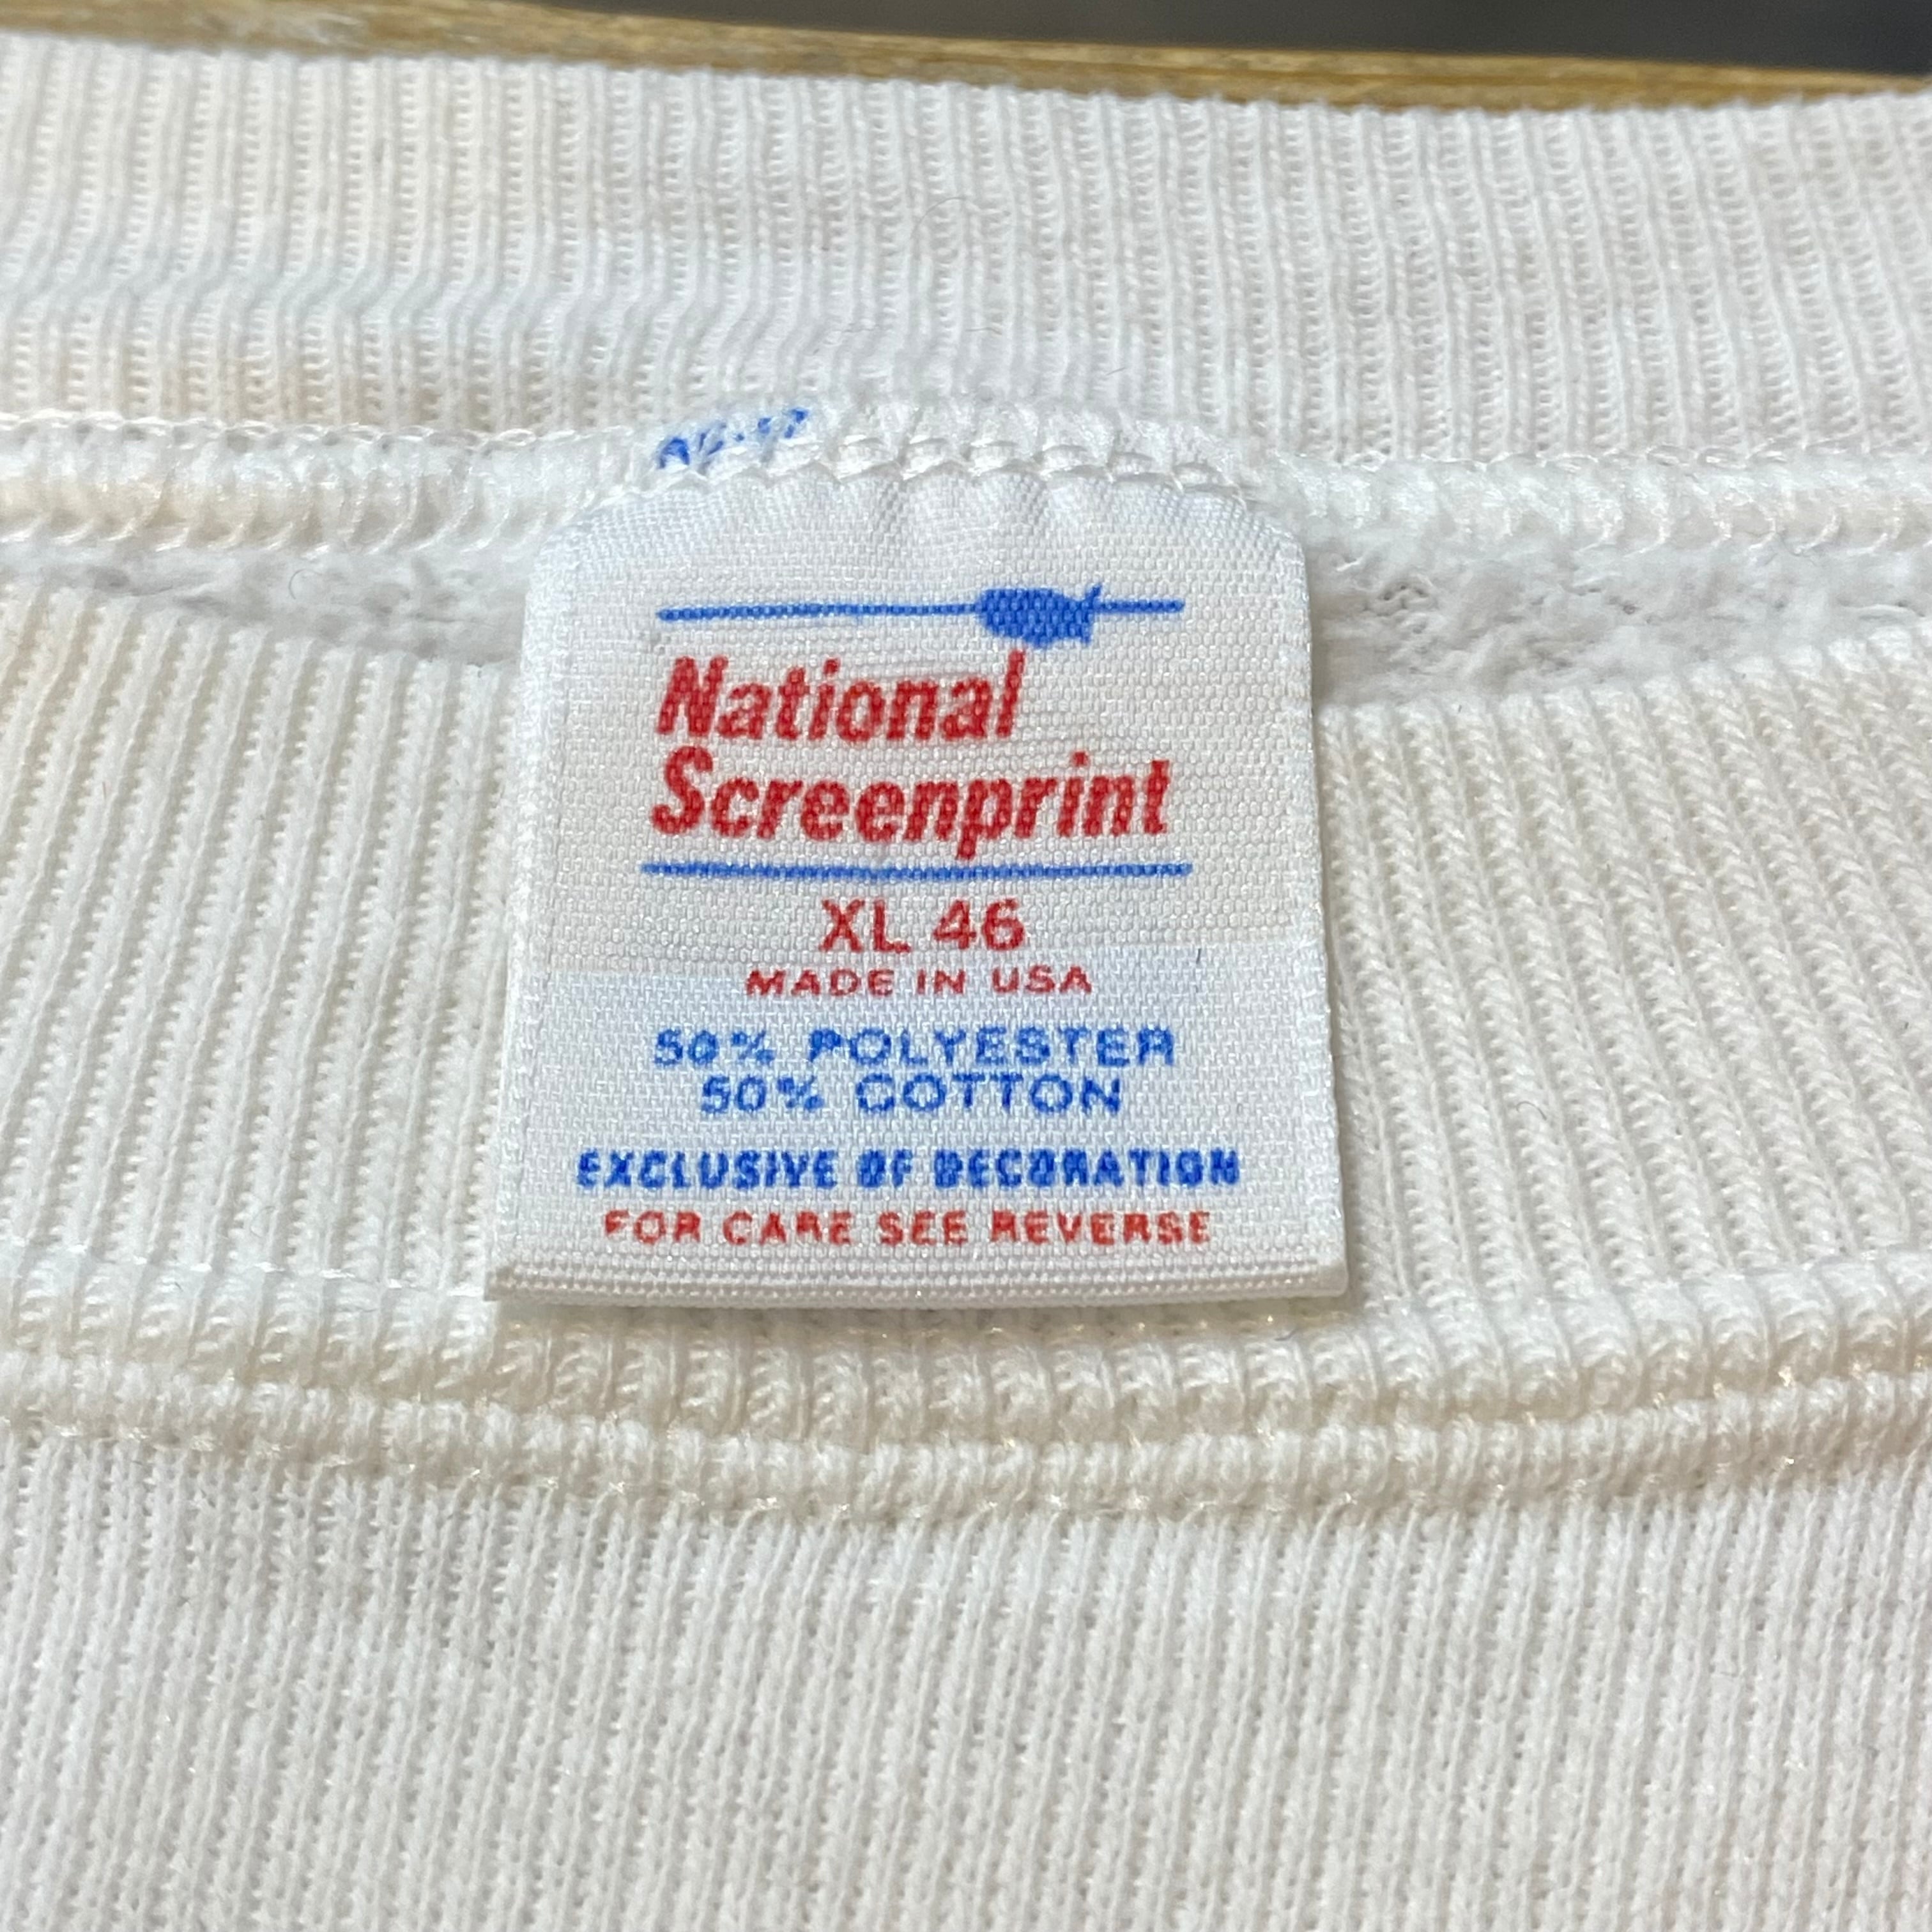 National
Screenprint
XL 46
MADE IN USA
50% POLYESTER
50% COTTON
EXCLUSIVE OF DECORATION
FOR CARE SEE REVERSE